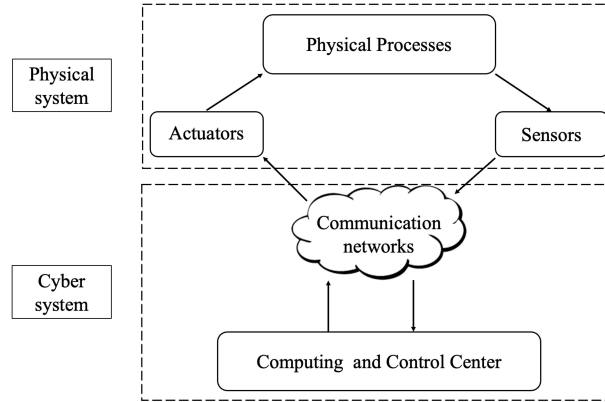 Physical Processes
Physical
system
Actuators
Sensors
Communication
networks
Cyber
system
Computing and Control Center